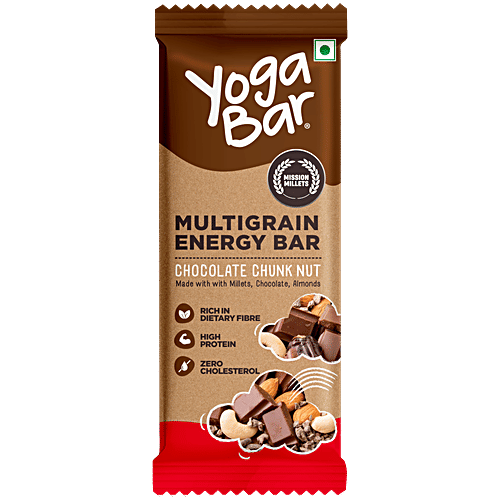 Yoga
Bar®
MISSION
MILLETS
MULTIGRAIN
ENERGY BAR
CHOCOLATE CHUNK NUT
Made with with Millets, Chocolate, Almonds
RICH IN
DIETARY FIBRE
HIGH
PROTEIN
ZERO
CHOLESTEROL